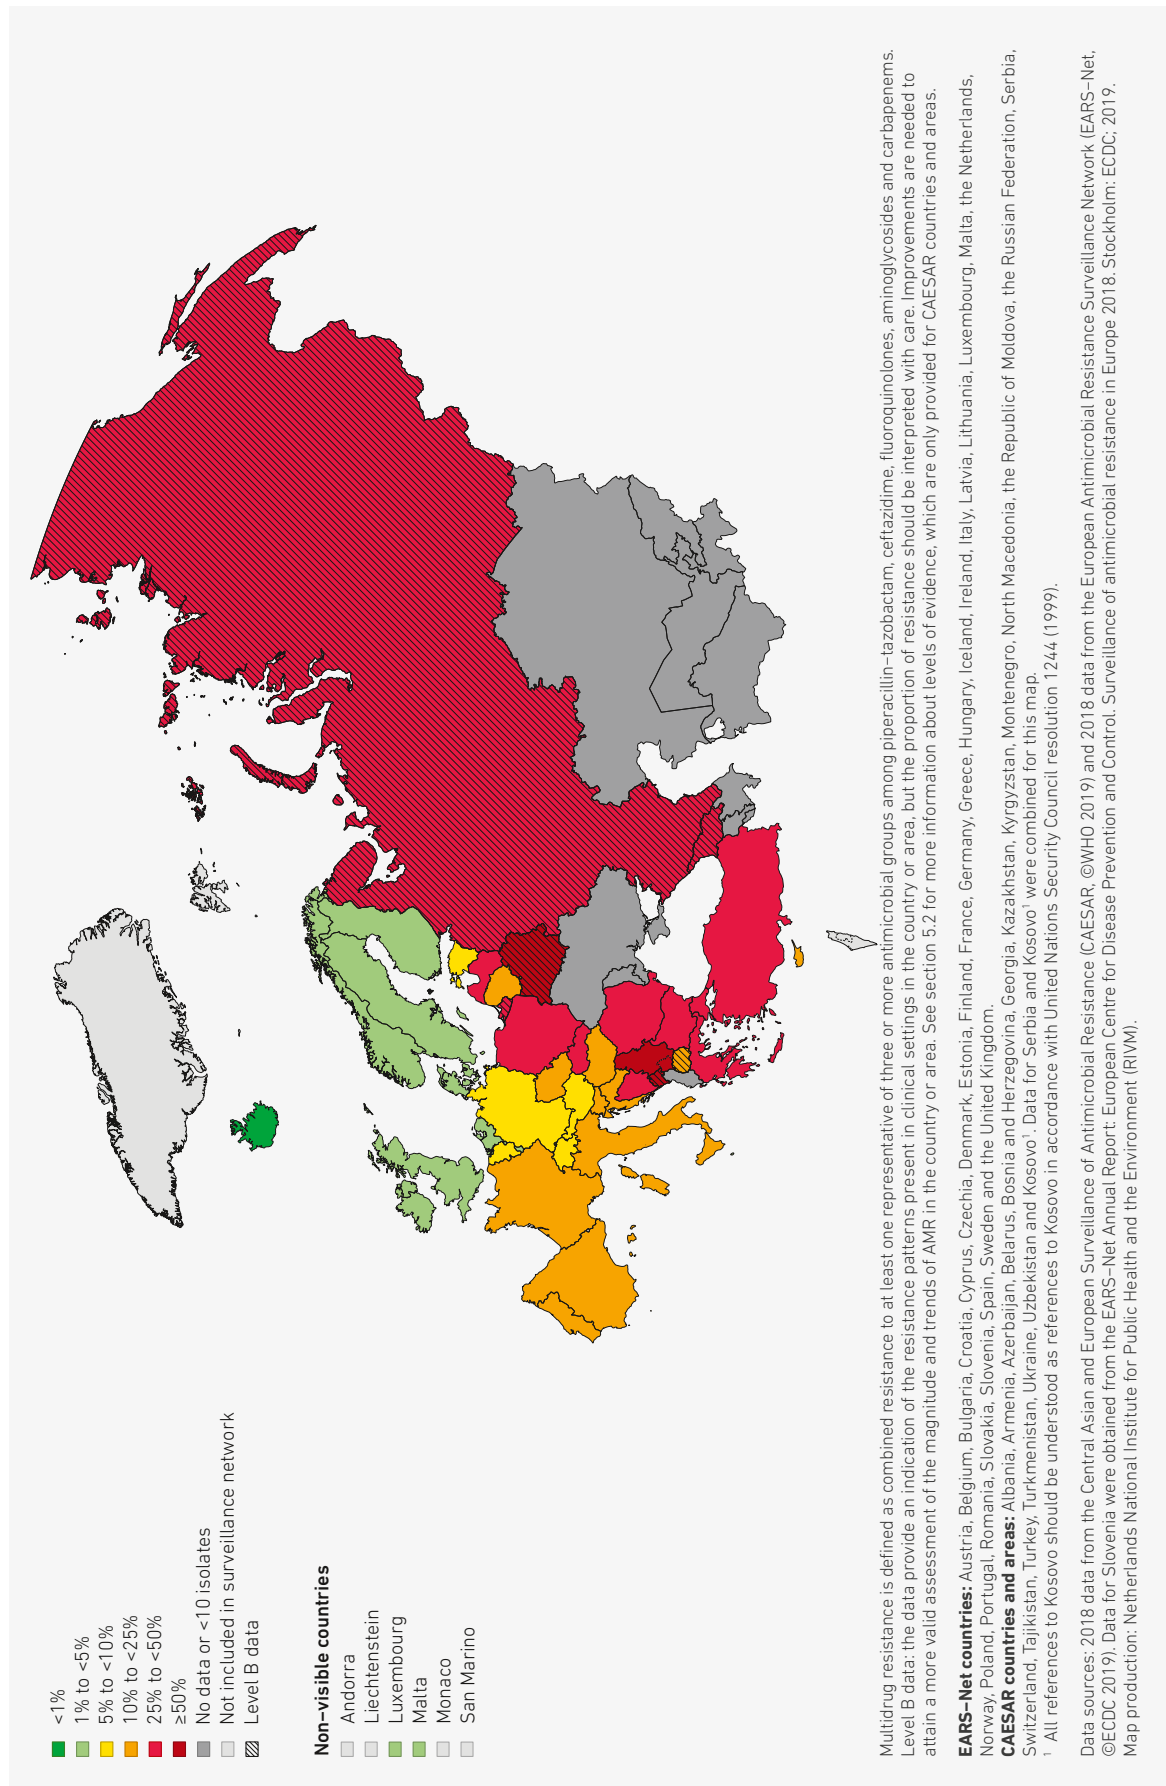 <1%
1% to <5%
5% to <10%
10% to <25%
25% to <50%
≥50%
No data or <10 isolates
Not included in surveillance network
Level B data
Non–visible countries
Andorra
Liechtenstein
Luxembourg
Malta
Monaco
San Marino
Multidrug resistance is defined as combined resistance to at least one representative of three or more antimicrobial groups among piperacillin–tazobactam, ceftazidime, fluoroquinolones, aminoglycosides and carbapenems.
Level B data: the data provide an indication of the resistance patterns present in clinical settings in the country or area, but the proportion of resistance should be interpreted with care. Improvements are needed to
attain a more valid assessment of the magnitude and trends of AMR in the country or area. See section 5.2 for more information about levels of evidence, which are only provided for CAESAR countries and areas.
EARS–Net countries: Austria, Belgium, Bulgaria, Croatia, Cyprus, Czechia, Denmark, Estonia, Finland, France, Germany, Greece, Hungary, Iceland, Ireland, Italy, Latvia, Lithuania, Luxembourg, Malta, the Netherlands,
Norway, Poland, Portugal, Romania, Slovakia, Slovenia, Spain, Sweden and the United Kingdom.
CAESAR countries and areas: Albania, Armenia, Azerbaijan, Belarus, Bosnia and Herzegovina, Georgia, Kazakhstan, Kyrgyzstan, Montenegro, North Macedonia, the Republic of Moldova, the Russian Federation, Serbia,
Switzerland, Tajikistan, Turkey, Turkmenistan, Ukraine, Uzbekistan and Kosovo¹. Data for Serbia and Kosovo¹ were combined for this map.
¹ All references to Kosovo should be understood as references to Kosovo in accordance with United Nations Security Council resolution 1244 (1999).
Data sources: 2018 data from the Central Asian and European Surveillance of Antimicrobial Resistance (CAESAR, ©WHO 2019) and 2018 data from the European Antimicrobial Resistance Surveillance Network (EARS–Net,
©ECDC 2019). Data for Slovenia were obtained from the EARS–Net Annual Report: European Centre for Disease Prevention and Control. Surveillance of antimicrobial resistance in Europe 2018. Stockholm: ECDC; 2019.
Map production: Netherlands National Institute for Public Health and the Environment (RIVM).